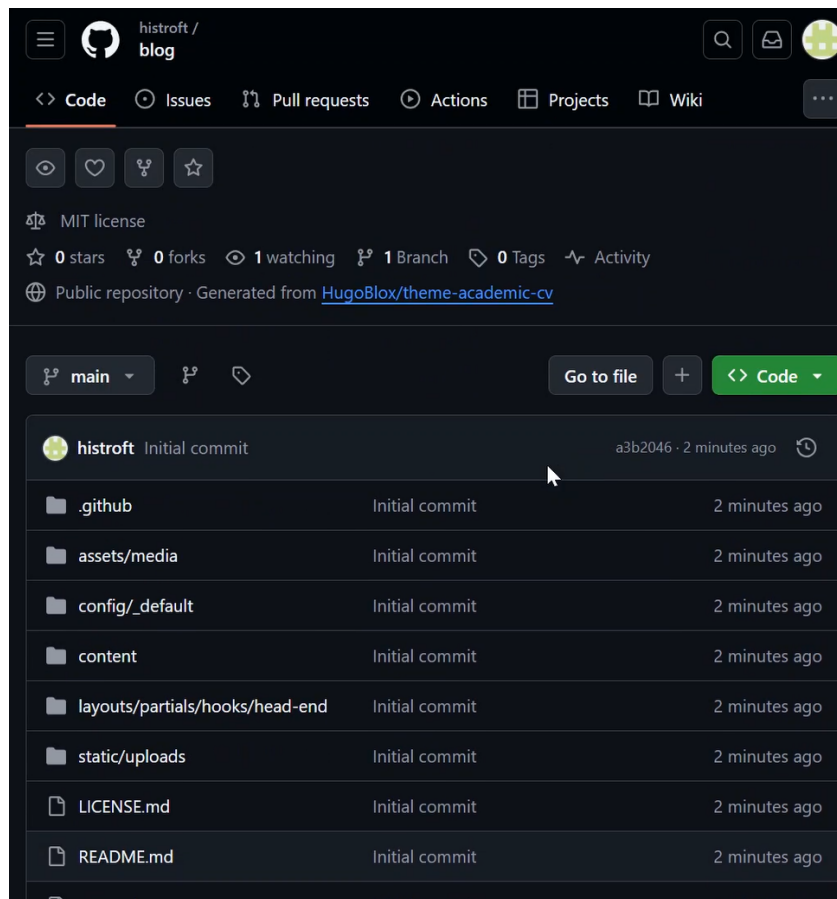 histroft /
blog
Code Issues Pull requests Actions Projects Wiki
MIT license
0 stars 0 forks 1 watching 1 Branch 0 Tags Activity
Public repository · Generated from HugoBlox/theme-academic-cv
main Go to file Code
histroft Initial commit a3b2046 · 2 minutes ago
.github Initial commit 2 minutes ago
assets/media Initial commit 2 minutes ago
config/_default Initial commit 2 minutes ago
content Initial commit 2 minutes ago
layouts/partials/hooks/head-end Initial commit 2 minutes ago
static/uploads Initial commit 2 minutes ago
LICENSE.md Initial commit 2 minutes ago
README.md Initial commit 2 minutes ago